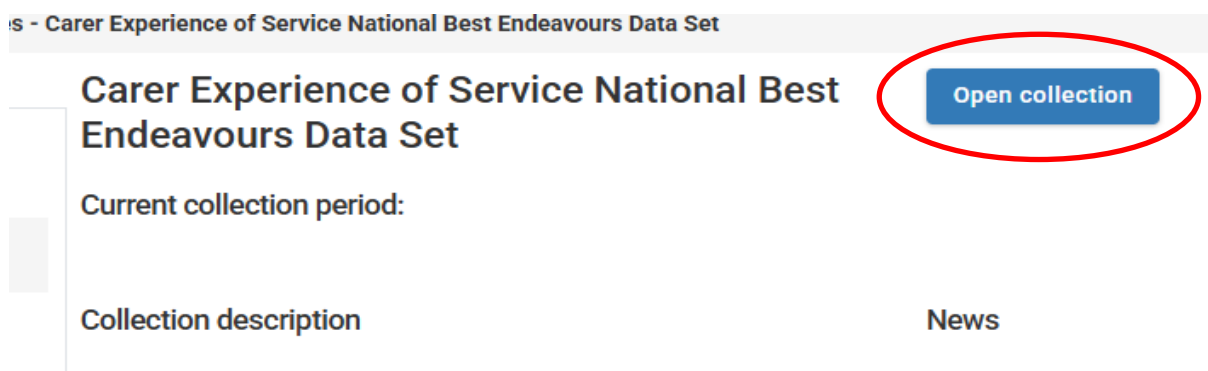 - Carer Experience of Service National Best Endeavours Data Set
Carer Experience of Service National Best
Endeavours Data Set
Open collection
Current collection period:
Collection description
News